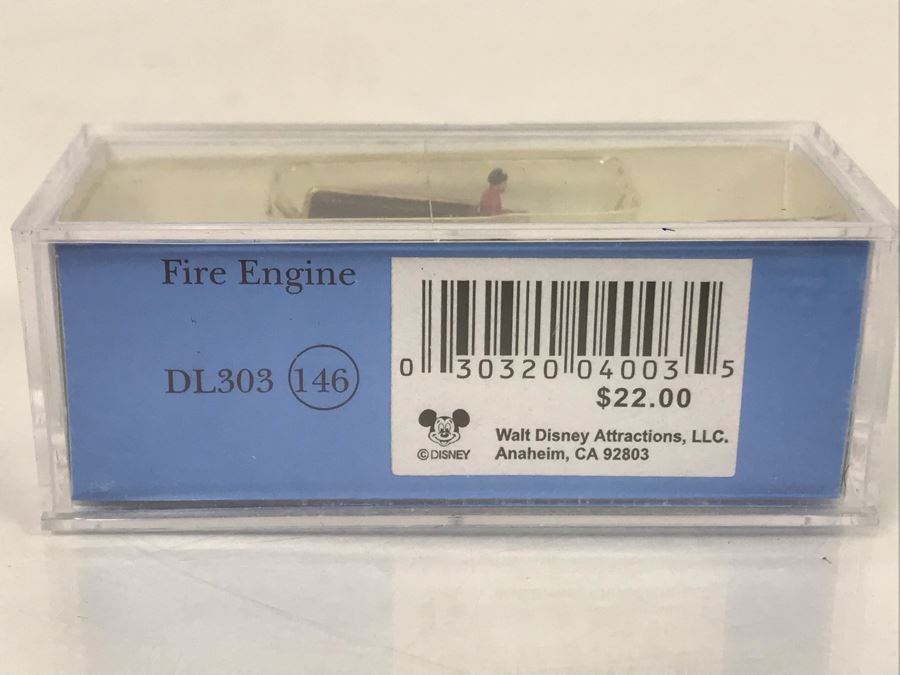 Fire Engine
DL303 146
0 30320 04003 5
$22.00
© DISNEY
Walt Disney Attractions, LLC.
Anaheim, CA 92803